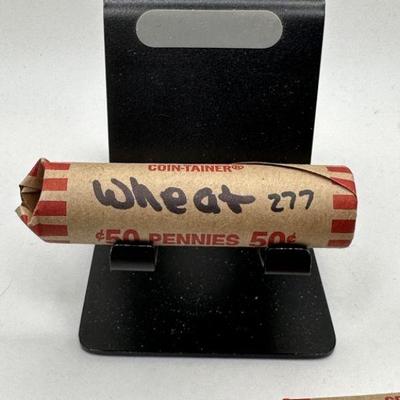 COIN-TAINER®
Wheat 277
¢50 PENNIES 50¢